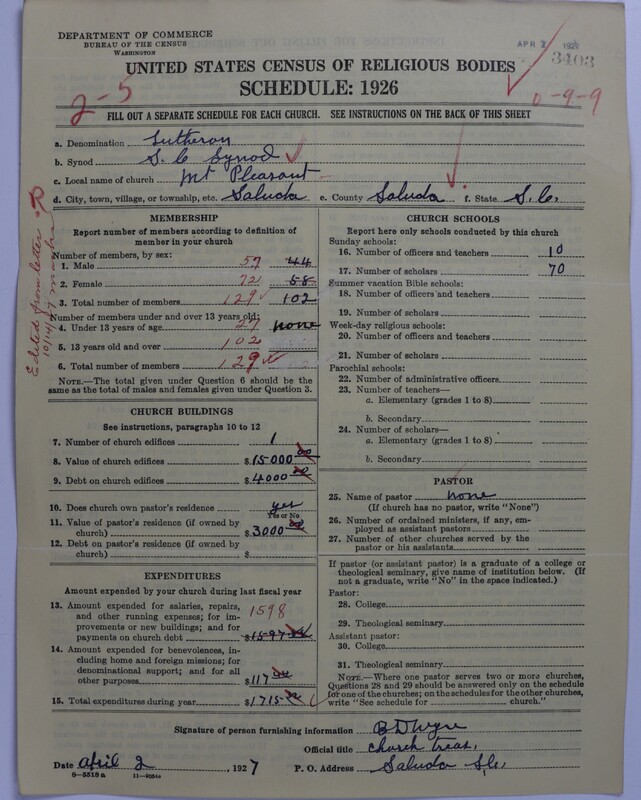 DEPARTMENT OF COMMERCE
BUREAU OF THE CENSUS
WASHINGTON
APR 2 192
3403
UNITED STATES CENSUS OF RELIGIOUS BODIES
SCHEDULE: 1926
2-5
0-9-9
FILL OUT A SEPARATE SCHEDULE FOR EACH CHURCH. SEE INSTRUCTIONS ON THE BACK OF THIS SHEET
a. Denomination Lutheran
b. Synod S. C Synod
c. Local name of church Mt Pleasant
d. City, town, village, or township, etc. Saluda e. County Saluda f. State S. C.
Edited from letter
MEMBERSHIP
Report number of members according to definition of
member in your church
Number of members, by sex:
1. Male 57 44
2. Female 72 58
3. Total number of members 129 102
Number of members under and over 13 years old:
4. Under 13 years of age 27 none
5. 13 years old and over 102
6. Total number of members 129
NOTE.—The total given under Question 6 should be
same as the total of males and females given under Question 3.
CHURCH BUILDINGS
See instructions, paragraphs 10 to 12
7. Number of church edifices 1
8. Value of church edifices $15000 00
9. Debt on church edifices $4000 00
10. Does church own pastor's residence yes
Yes or No
11. Value of pastor's residence (if owned by
church) $3000 00
12. Debt on pastor's residence (if owned by
church) $
EXPENDITURES
Amount expended by your church during last fiscal year
13. Amount expended for salaries, repairs,
and other running expenses; for im-
provements or new buildings; and for
payments on church debt 1598 $1597
14. Amount expended for benevolences, in-
cluding home and foreign missions; for
denominational support; and for all
other purposes $117
15. Total expenditures during year $1715
CHURCH SCHOOLS
Report here only schools conducted by this church
Sunday schools:
16. Number of officers and teachers 10
17. Number of scholars 70
Summer vacation Bible schools:
18. Number of officers and teachers
19. Number of scholars
Week-day religious schools:
20. Number of officers and teachers
21. Number of scholars
Parochial schools:
22. Number of administrative officers
23. Number of teachers—
a. Elementary (grades 1 to 8)
b. Secondary
24. Number of scholars—
a. Elementary (grades 1 to 8)
b. Secondary
PASTOR
25. Name of pastor none
(If church has no pastor, write "None")
26. Number of ordained ministers, if any, em-
ployed as assistant pastors
27. Number of other churches served by the
pastor or his assistants
If pastor (or assistant pastor) is a graduate of a college or
theological seminary, give name of institution below. (If
not a graduate, write "No" in the space indicated.)
Pastor:
28. College
29. Theological seminary
Assistant pastor:
30. College
31. Theological seminary
NOTE.—Where one pastor serves two or more churches,
Questions 28 and 29 should be answered only on the schedule
for one of the churches; on the schedules for the other churches,
write "See schedule for church."
Signature of person furnishing information B D Wyse
Official title church treas,
Date april 2, 1927 P. O. Address Saluda S.C.
8-5518 a